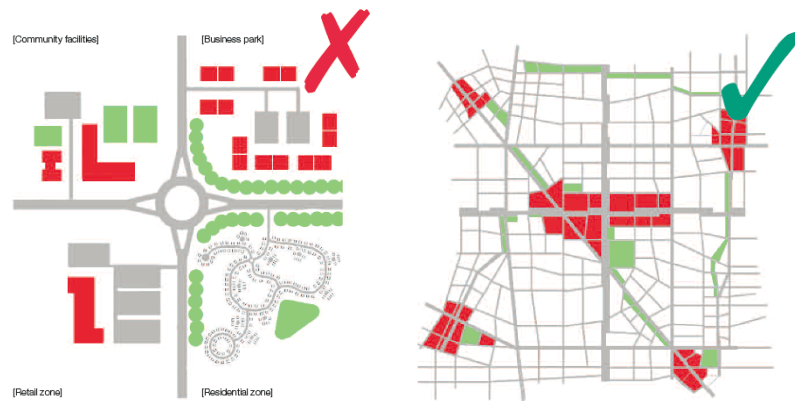 [Community facilities]
[Business park]
[Retail zone]
[Residential zone]